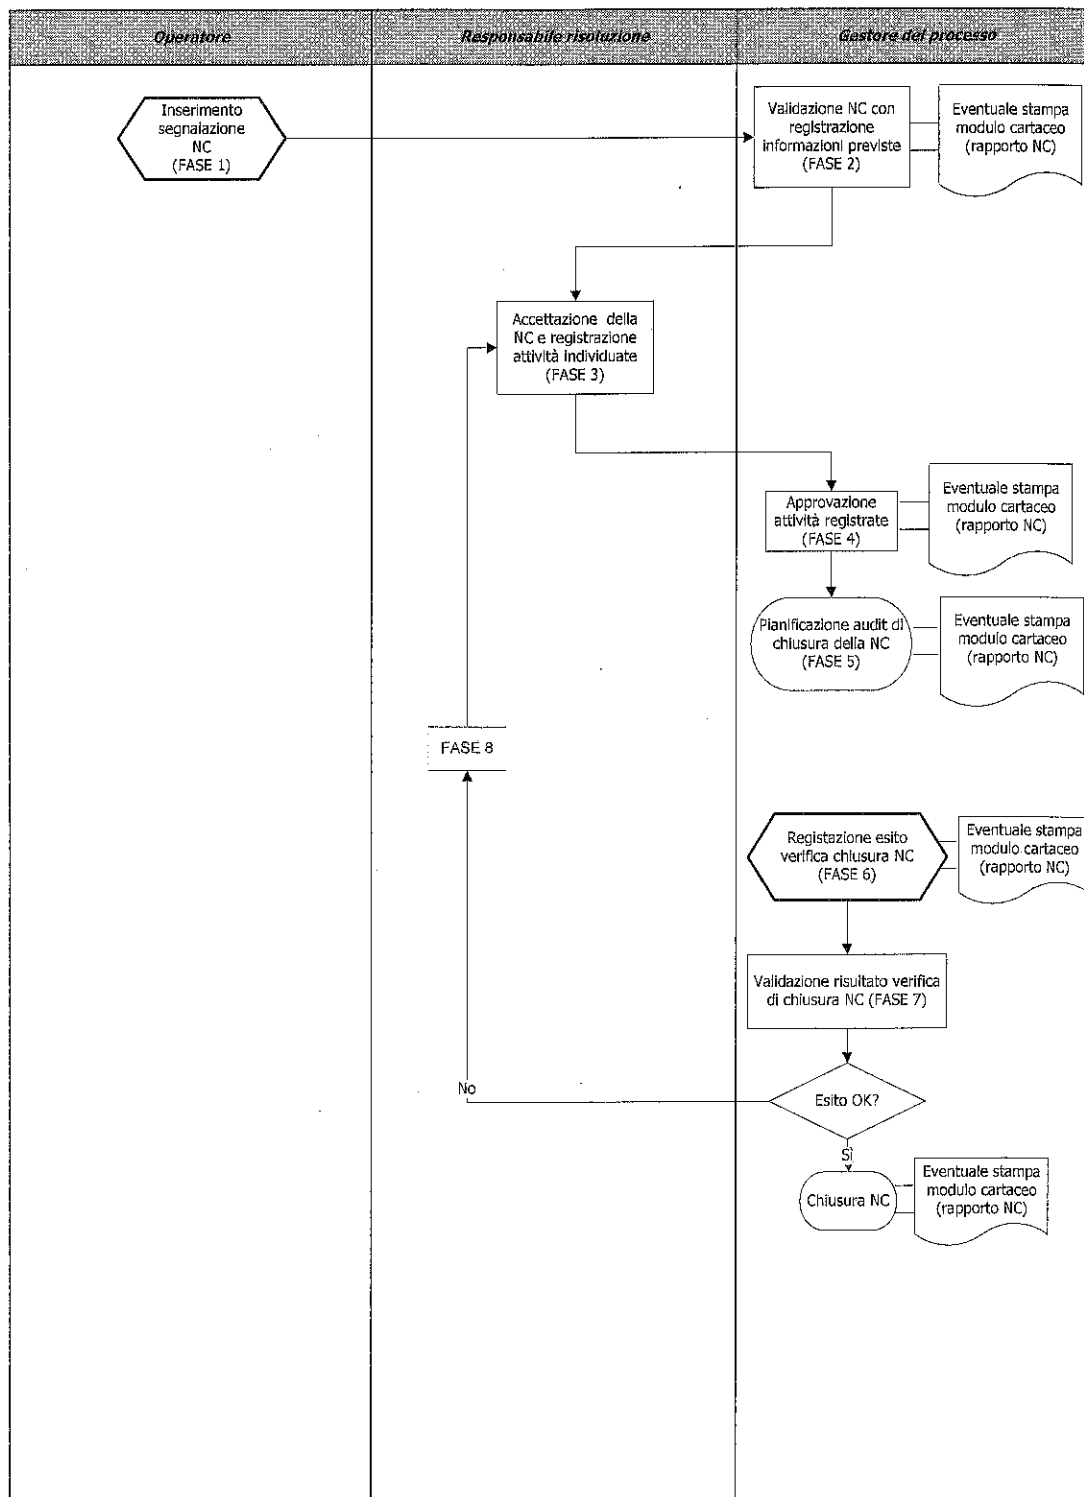 Operatore
Responsabile risoluzione
Gestore del processo
Inserimento
segnalazione
NC
(FASE 1)
Validazione NC con
registrazione
informazioni previste
(FASE 2)
Eventuale stampa
modulo cartaceo
(rapporto NC)
Accettazione della
NC e registrazione
attività individuate
(FASE 3)
Approvazione
attività registrate
(FASE 4)
Eventuale stampa
modulo cartaceo
(rapporto NC)
Pianificazione audit di
chiusura della NC
(FASE 5)
Eventuale stampa
modulo cartaceo
(rapporto NC)
FASE 8
Registazione esito
verifica chiusura NC
(FASE 6)
Eventuale stampa
modulo cartaceo
(rapporto NC)
Validazione risultato verifica
di chiusura NC (FASE 7)
No
Esito OK?
Sì
Chiusura NC
Eventuale stampa
modulo cartaceo
(rapporto NC)